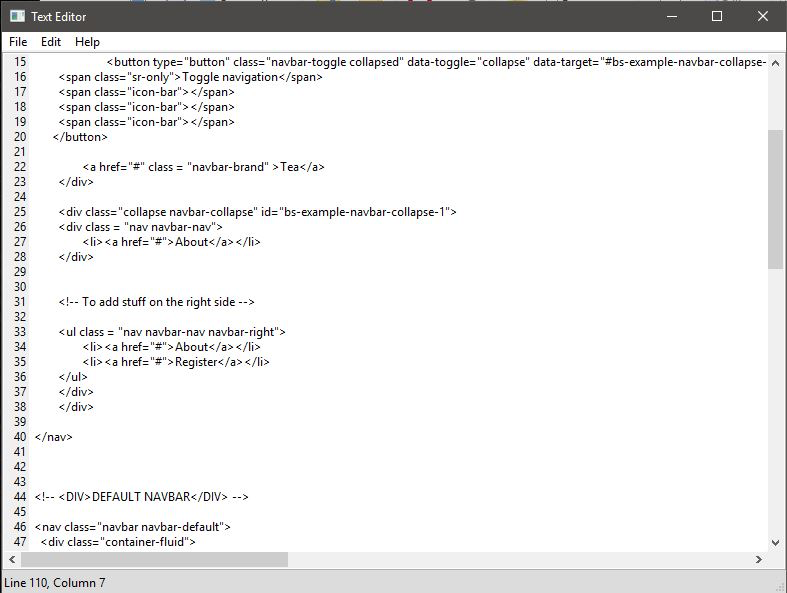 Text Editor
File Edit Help
15 <button type="button" class="navbar-toggle collapsed" data-toggle="collapse" data-target="#bs-example-navbar-collapse-
16 <span class="sr-only">Toggle navigation</span>
17 <span class="icon-bar"></span>
18 <span class="icon-bar"></span>
19 <span class="icon-bar"></span>
20 </button>
21
22 <a href="#" class = "navbar-brand" >Tea</a>
23 </div>
24
25 <div class="collapse navbar-collapse" id="bs-example-navbar-collapse-1">
26 <div class = "nav navbar-nav">
27 <li><a href="#">About</a></li>
28 </div>
29
30
31 <!-- To add stuff on the right side -->
32
33 <ul class = "nav navbar-nav navbar-right">
34 <li><a href="#">About</a></li>
35 <li><a href="#">Register</a></li>
36 </ul>
37 </div>
38 </div>
39
40 </nav>
41
42
43
44 <!-- <DIV>DEFAULT NAVBAR</DIV> -->
45
46 <nav class="navbar navbar-default">
47 <div class="container-fluid">
Line 110, Column 7